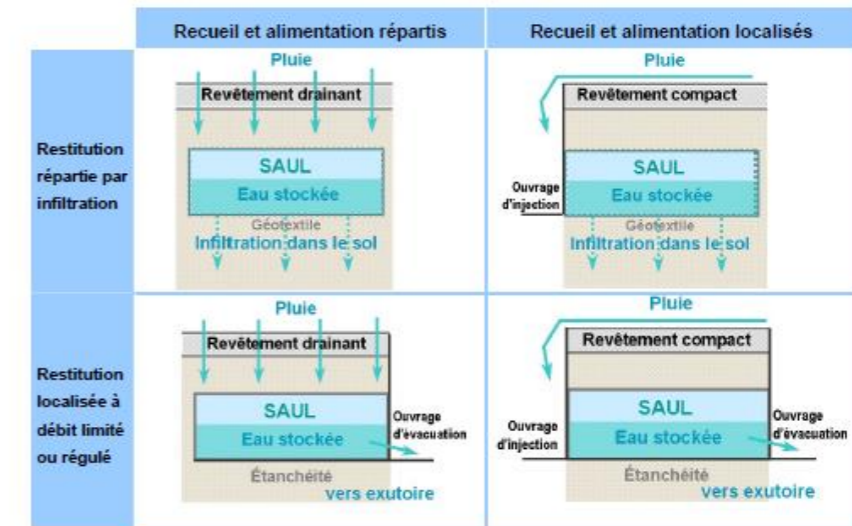 Recueil et alimentation répartis
Recueil et alimentation localisés
Restitution
répartie par
infiltration
Pluie
Revêtement drainant
SAUL
Eau stockée
Géotextile
Infiltration dans le sol
Pluie
Revêtement compact
SAUL
Eau stockée
Ouvrage
d'injection
Géotextile
Infiltration dans le sol
Restitution
localisée à
débit limité
ou régulé
Pluie
Revêtement drainant
SAUL
Eau stockée
Ouvrage
d'évacuation
Étanchéité
vers exutoire
Pluie
Revêtement compact
SAUL
Eau stockée
Ouvrage
d'injection
Ouvrage
d'évacuation
Étanchéité
vers exutoire